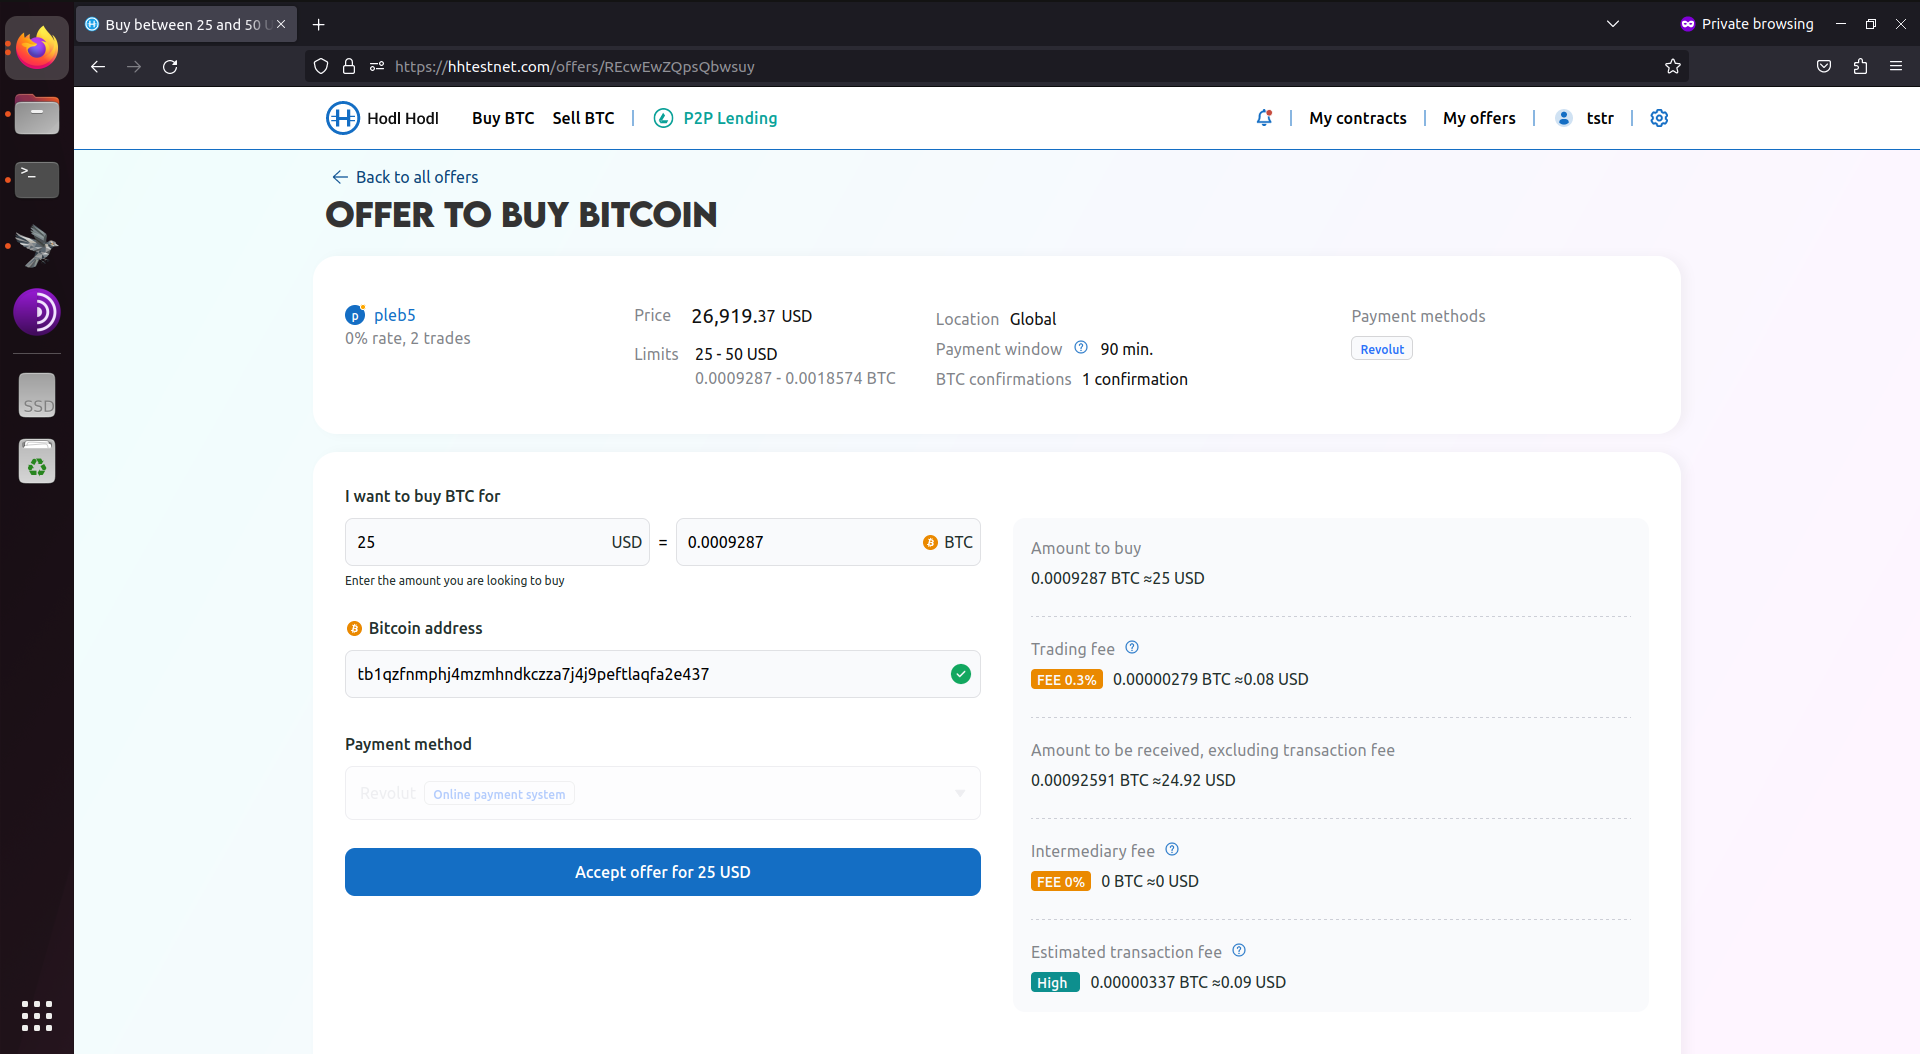 Buy between 25 and 50 U
Private browsing
https://hhtestnet.com/offers/REcwEwZQpsQbwsuy
Hodl Hodl
Buy BTC
Sell BTC
P2P Lending
My contracts
My offers
tstr
Back to all offers
OFFER TO BUY BITCOIN
p
pleb5
0% rate, 2 trades
Price 26,919.37 USD
Limits 25 - 50 USD
0.0009287 - 0.0018574 BTC
Location Global
Payment window ? 90 min.
BTC confirmations 1 confirmation
Payment methods
Revolut
SSD
I want to buy BTC for
25 USD = 0.0009287 BTC
Enter the amount you are looking to buy
Bitcoin address
tb1qzfnmphj4mzmhndkczza7j4j9peftlaqfa2e437
Payment method
Revolut Online payment system
Accept offer for 25 USD
Amount to buy
0.0009287 BTC ≈25 USD
Trading fee ?
FEE 0.3% 0.00000279 BTC ≈0.08 USD
Amount to be received, excluding transaction fee
0.00092591 BTC ≈24.92 USD
Intermediary fee ?
FEE 0% 0 BTC ≈0 USD
Estimated transaction fee ?
High 0.00000337 BTC ≈0.09 USD